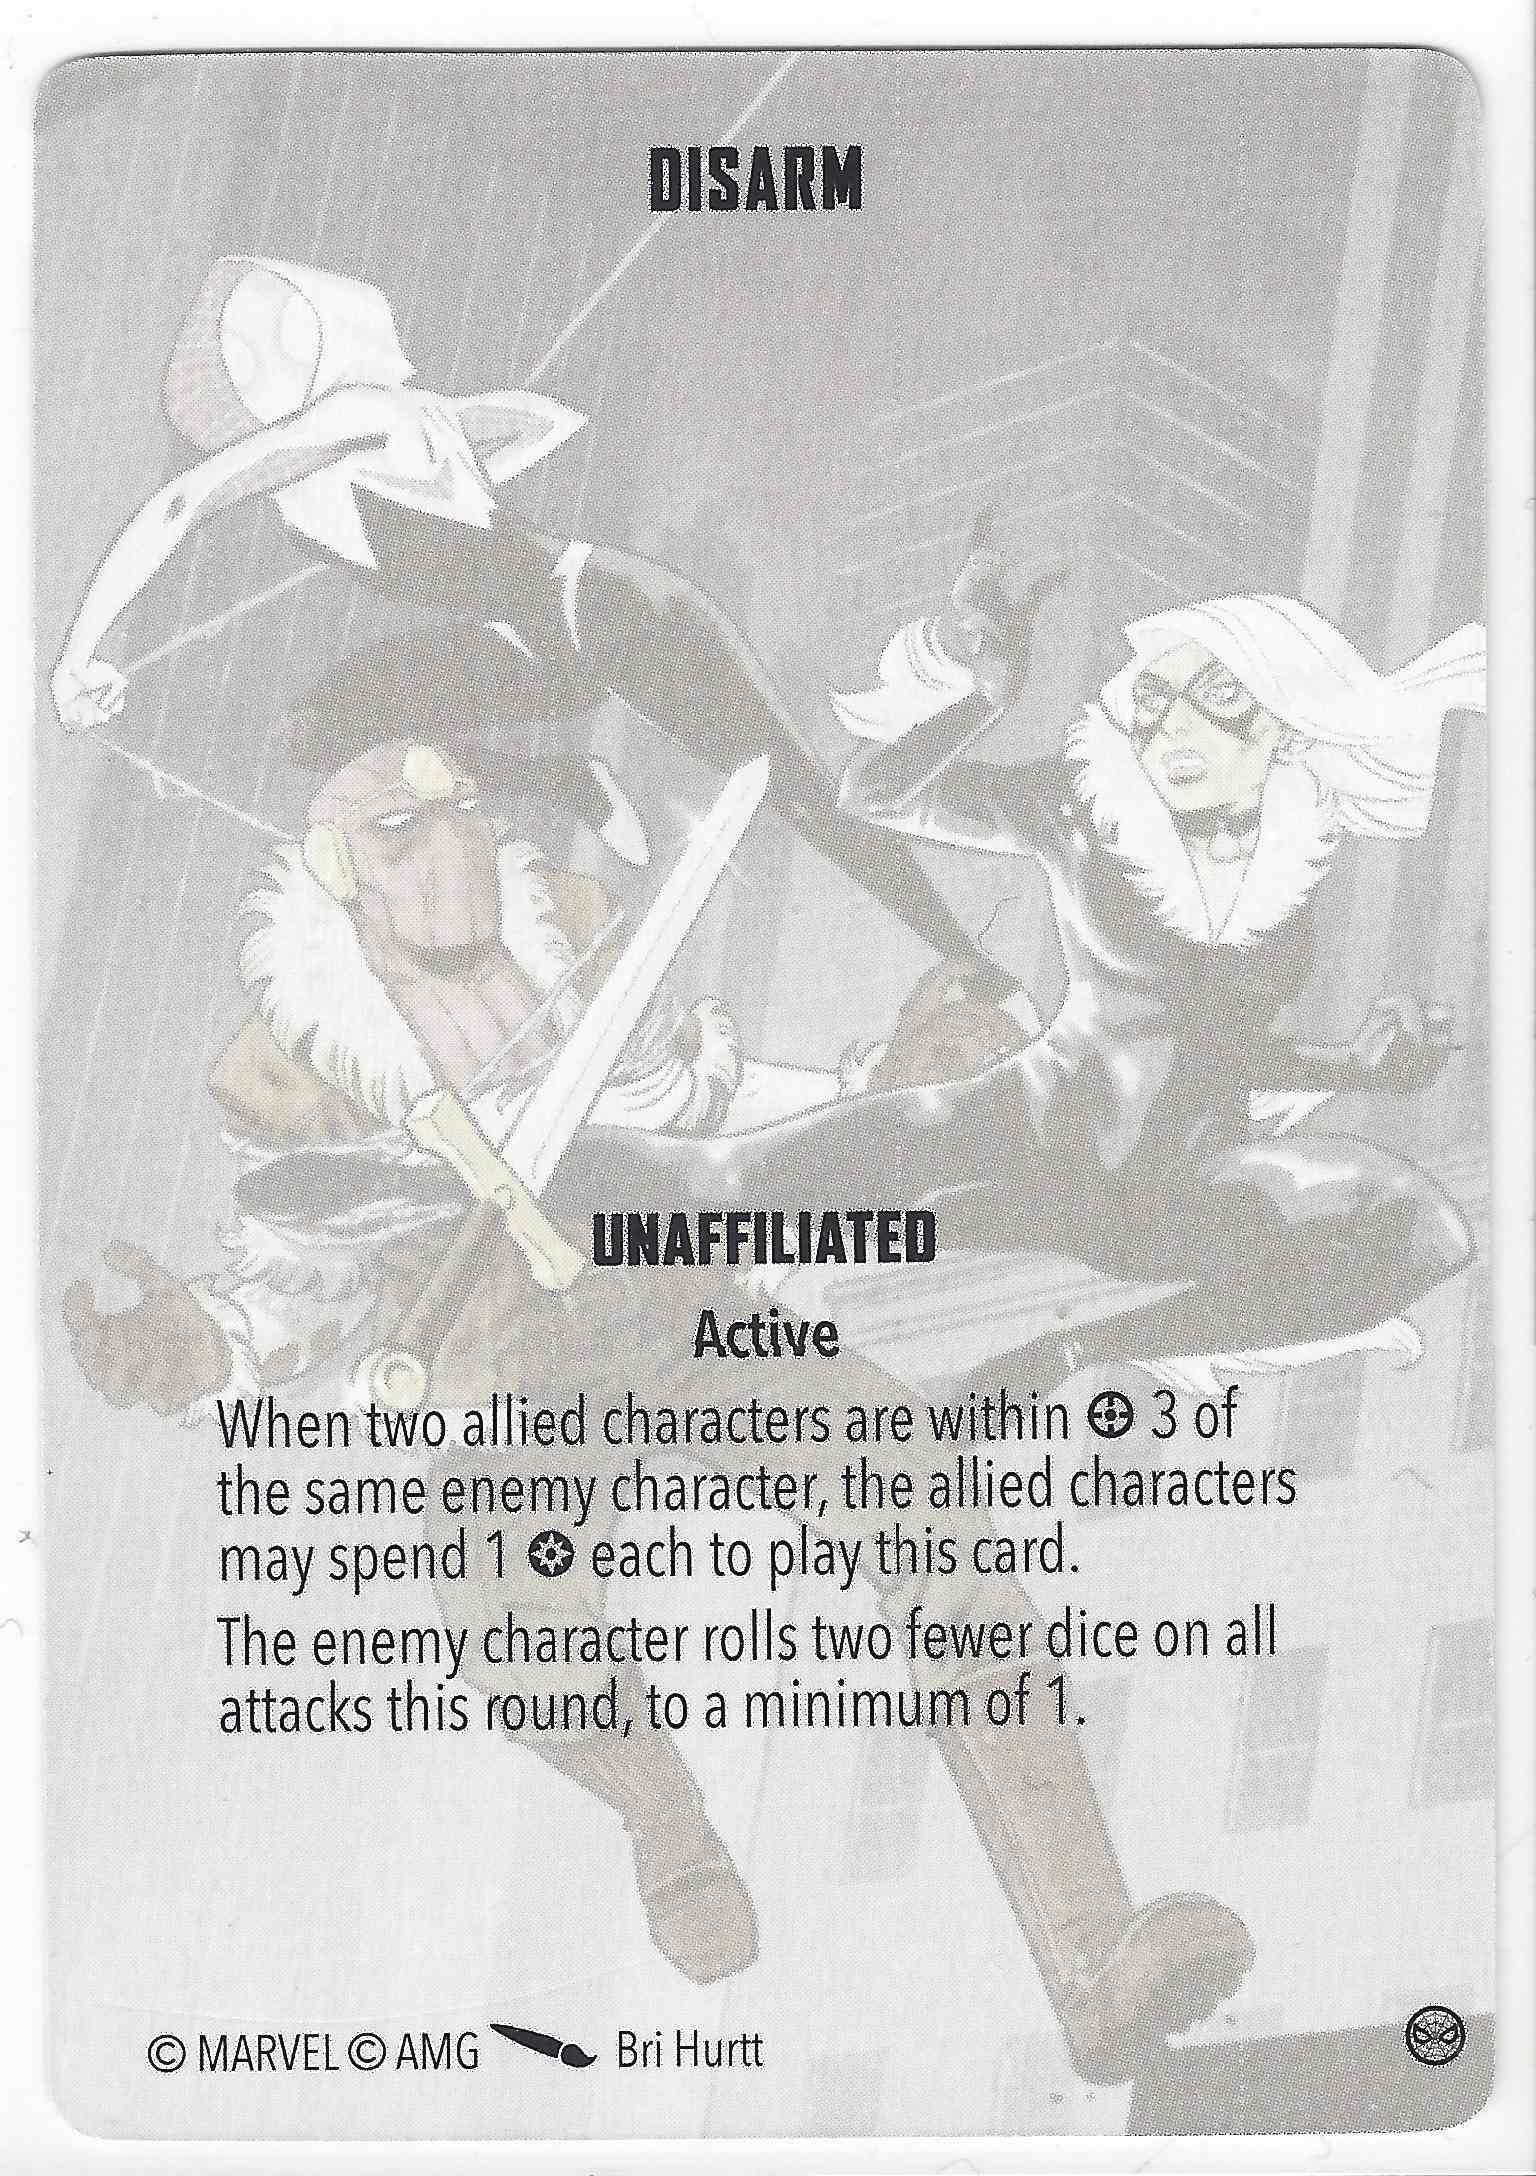 DISARM
UNAFFILIATED
Active
When two allied characters are within 3 of
the same enemy character, the allied characters
may spend 1 each to play this card.
The enemy character rolls two fewer dice on all
attacks this round, to a minimum of 1.
© MARVEL © AMG Bri Hurtt